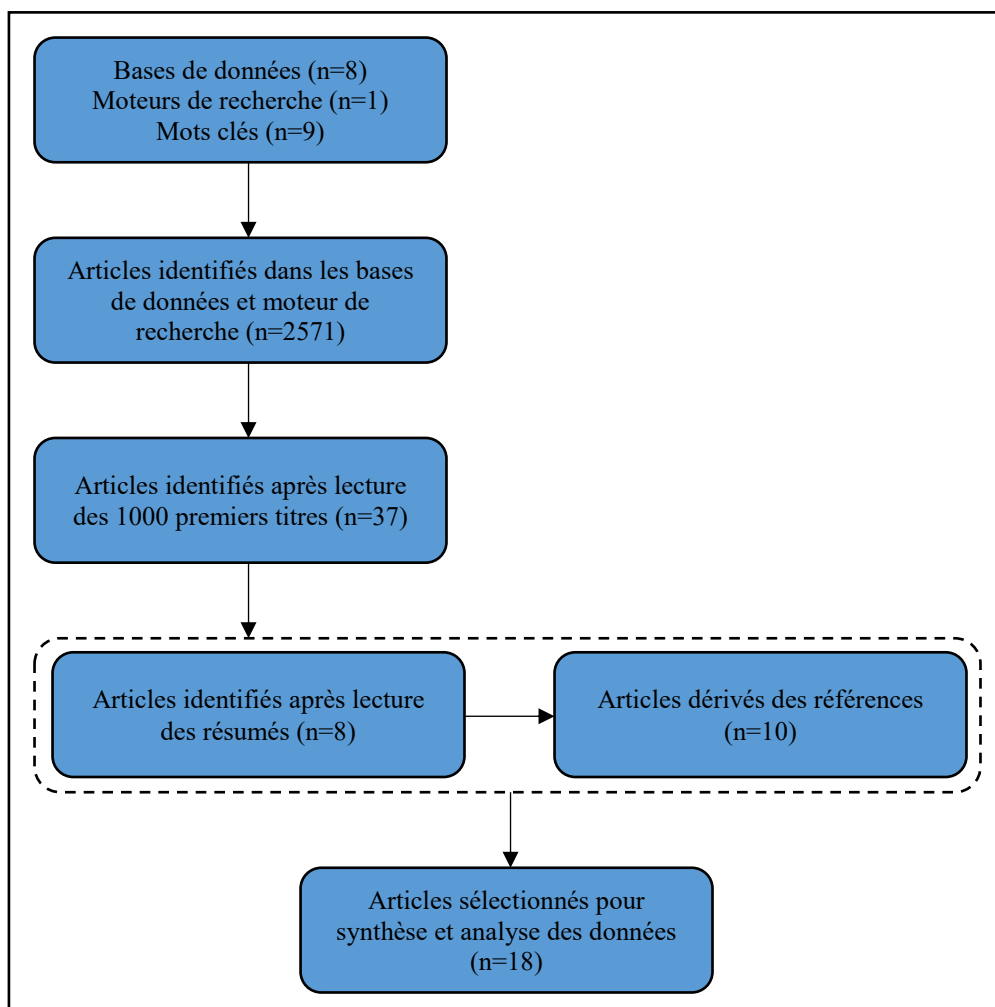 Bases de données (n=8)
Moteurs de recherche (n=1)
Mots clés (n=9)
Articles identifiés dans les bases
de données et moteur de
recherche (n=2571)
Articles identifiés après lecture
des 1000 premiers titres (n=37)
Articles identifiés après lecture
des résumés (n=8)
Articles dérivés des références
(n=10)
Articles sélectionnés pour
synthèse et analyse des données
(n=18)